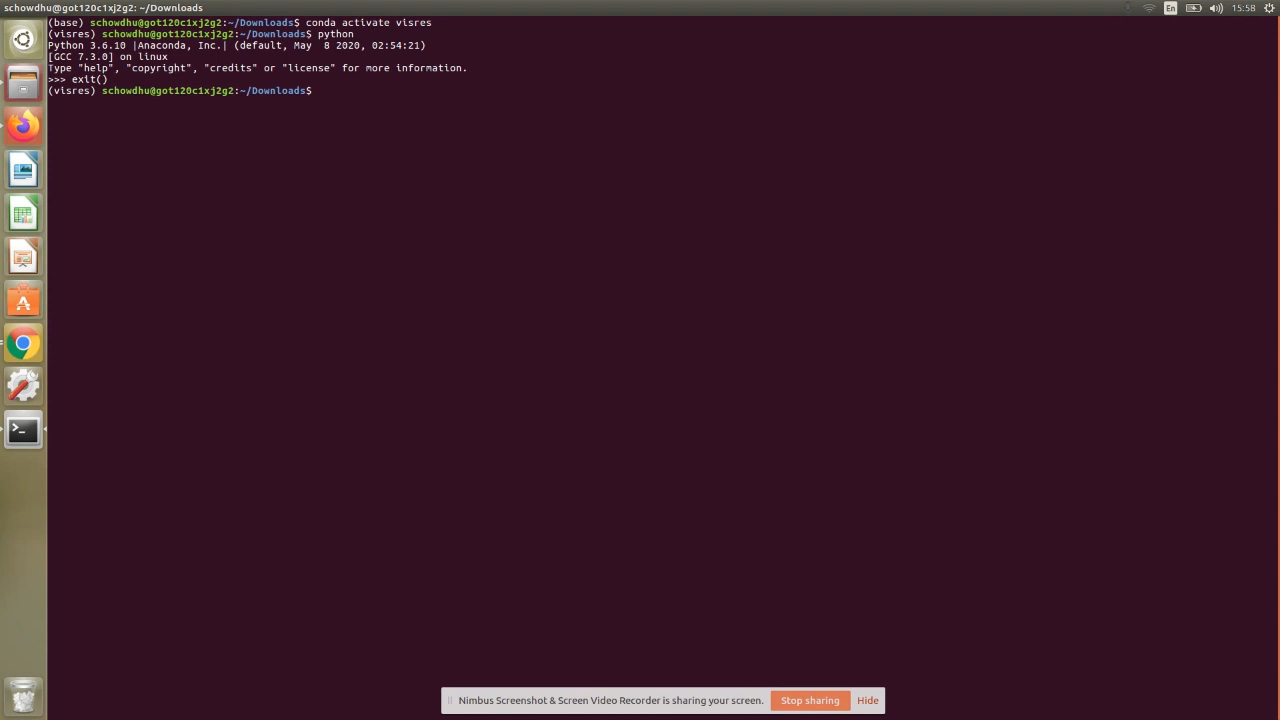 schowdhu@got120c1xj2g2: ~/Downloads
En
15:58
(base) schowdhu@got120c1xj2g2:~/Downloads$ conda activate visres
(visres) schowdhu@got120c1xj2g2:~/Downloads$ python
Python 3.6.10 |Anaconda, Inc.| (default, May  8 2020, 02:54:21)
[GCC 7.3.0] on linux
Type "help", "copyright", "credits" or "license" for more information.
>>> exit()
(visres) schowdhu@got120c1xj2g2:~/Downloads$
Nimbus Screenshot & Screen Video Recorder is sharing your screen.
Stop sharing
Hide